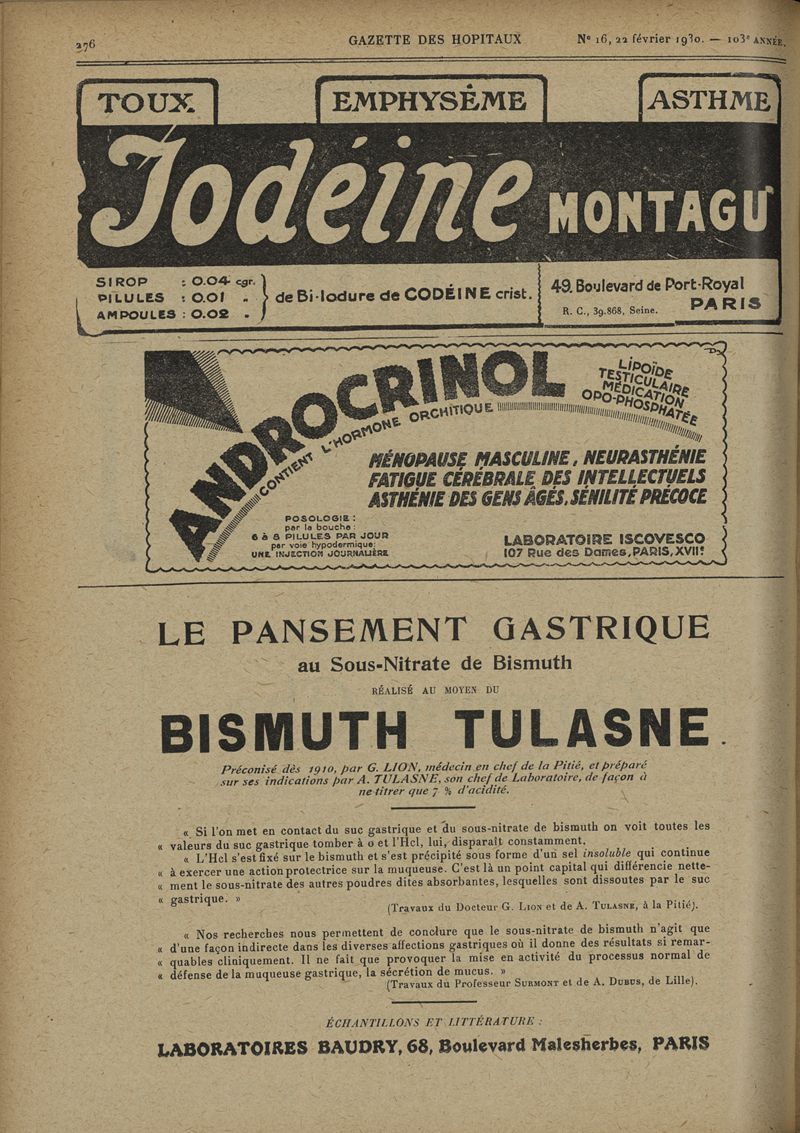 276
GAZETTE DES HOPITAUX
Nº 16, 22 février 1930. — 103e ANNÉE.
TOUX
EMPHYSÈME
ASTHME
Iodéine MONTAGU
SIROP : 0.04 cgr.
PILULES : 0.01 "
AMPOULES : 0.02 "
de Bi-Iodure de CODÉINE crist.
49, Boulevard de Port-Royal
PARIS
R. C., 39.868, Seine.
ANDROCRINOL
CONTIENT L'HORMONE ORCHITIQUE
LIPOÏDE
TESTICULAIRE
MÉDICATION
OPO-PHOSPHATÉE
MÉNOPAUSE MASCULINE, NEURASTHÉNIE
FATIGUE CÉRÉBRALE DES INTELLECTUELS
ASTHÉNIE DES GENS ÂGÉS, SÉNILITÉ PRÉCOCE
POSOLOGIE :
par la bouche :
6 à 8 PILULES PAR JOUR
par voie hypodermique:
UNE INJECTION JOURNALIÈRE
LABORATOIRE ISCOVESCO
107 Rue des Dames, PARIS, XVIIe
LE PANSEMENT GASTRIQUE
au Sous-Nitrate de Bismuth
RÉALISÉ AU MOYEN DU
BISMUTH TULASNE.
Préconisé dès 1910, par G. LION, médecin en chef de la Pitié, et préparé
sur ses indications par A. TULASNE, son chef de Laboratoire, de façon à
ne titrer que 7 % d'acidité.
« Si l'on met en contact du suc gastrique et du sous-nitrate de bismuth on voit toutes les
« valeurs du suc gastrique tomber à 0 et l'Hcl, lui, disparaît constamment.
« L'Hcl s'est fixé sur le bismuth et s'est précipité sous forme d'un sel insoluble qui continue
« à exercer une action protectrice sur la muqueuse. C'est là un point capital qui différencie nette-
« ment le sous-nitrate des autres poudres dites absorbantes, lesquelles sont dissoutes par le suc
« gastrique. »
(Travaux du Docteur G. LION et de A. TULASNE, à la Pitié).
« Nos recherches nous permettent de conclure que le sous-nitrate de bismuth n'agit que
« d'une façon indirecte dans les diverses affections gastriques où il donne des résultats si remar-
« quables cliniquement. Il ne fait que provoquer la mise en activité du processus normal de
« défense de la muqueuse gastrique, la sécrétion de mucus. »
(Travaux du Professeur SURMONT et de A. DUBUS, de Lille).
ÉCHANTILLONS ET LITTÉRATURE :
LABORATOIRES BAUDRY, 68, Boulevard Malesherbes, PARIS